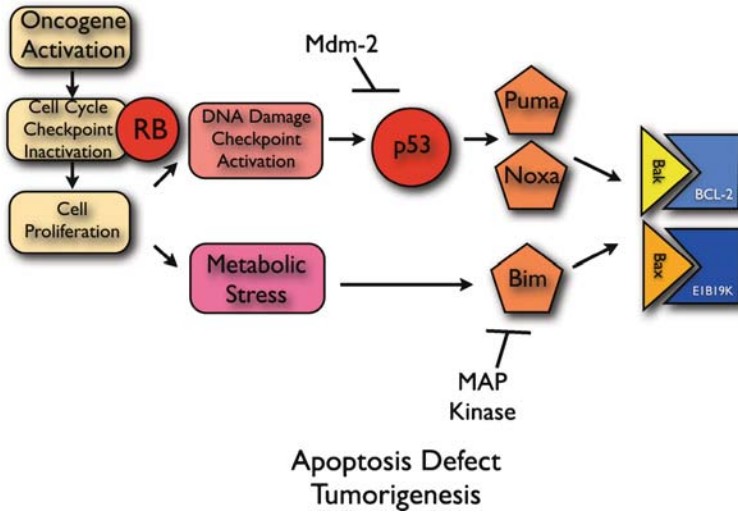 Oncogene
Activation
Mdm-2
Cell Cycle
Checkpoint
Inactivation
RB
DNA Damage
Checkpoint
Activation
p53
Puma
Noxa
Bak
BCL-2
Cell
Proliferation
Metabolic
Stress
Bim
Bax
E1B19K
MAP
Kinase
Apoptosis Defect
Tumorigenesis